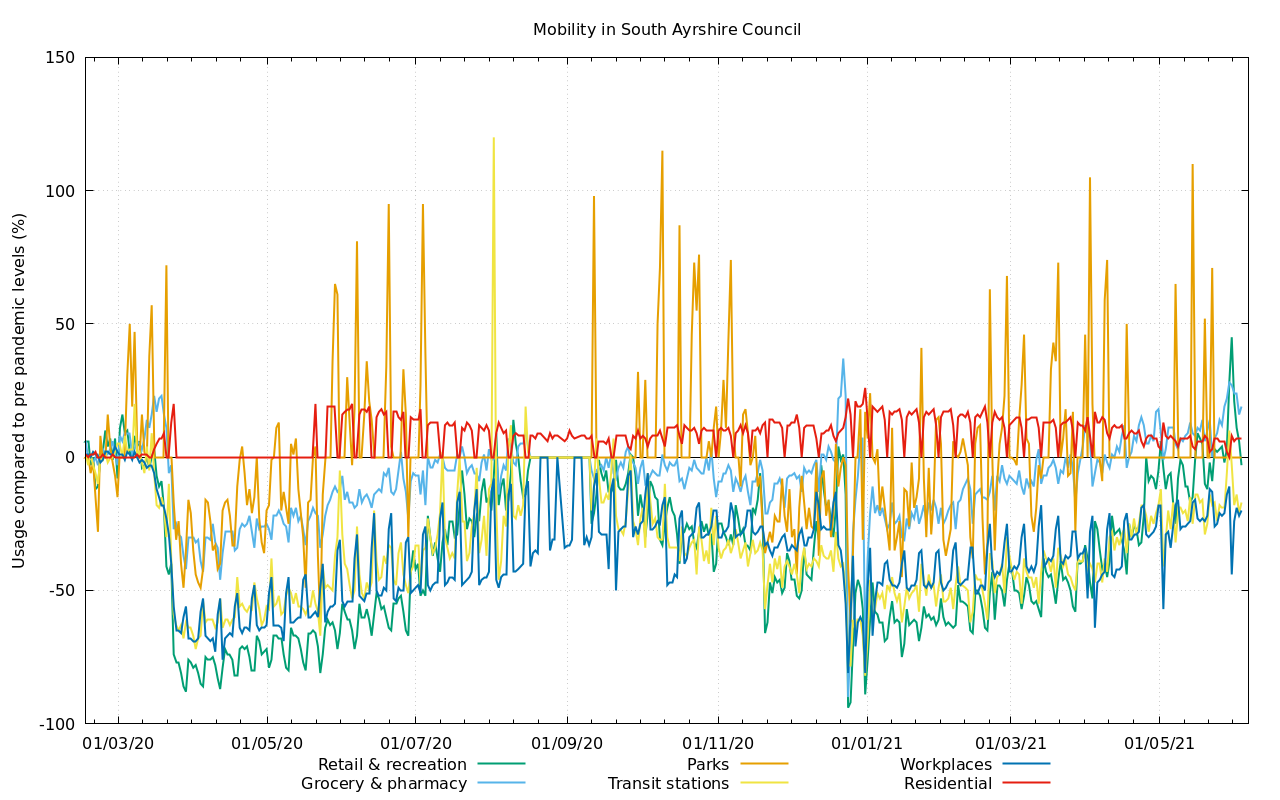 Mobility in South Ayrshire Council
Usage compared to pre pandemic levels (%)
150
100
50
0
-50
-100
01/03/20 01/05/20 01/07/20 01/09/20 01/11/20 01/01/21 01/03/21 01/05/21
Retail & recreation Parks Workplaces
Grocery & pharmacy Transit stations Residential